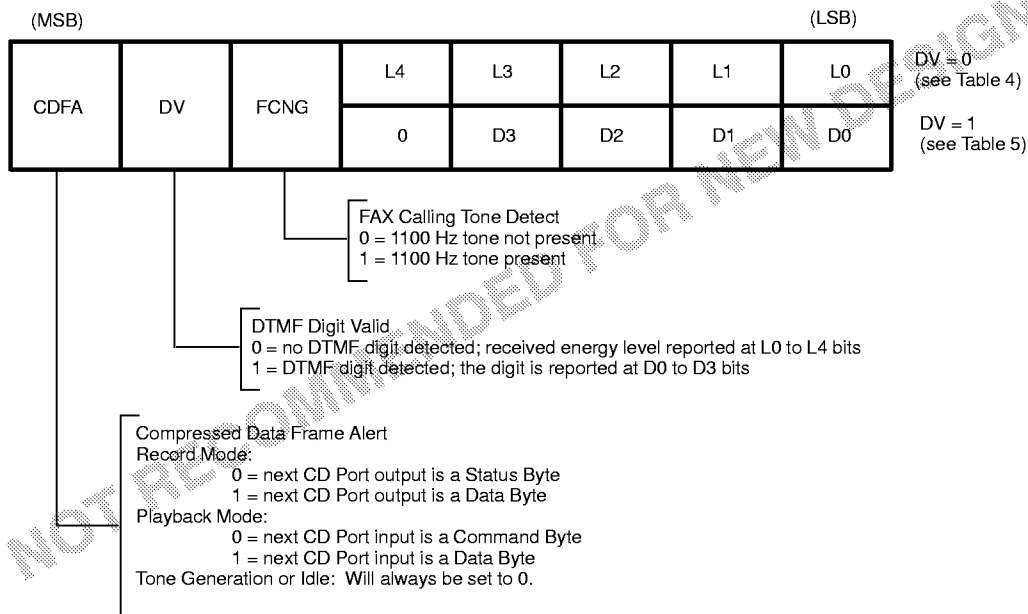 (MSB) (LSB)
CDFA DV FCNG L4 L3 L2 L1 L0 DV = 0
(see Table 4)
0 D3 D2 D1 D0 DV = 1
(see Table 5)
FAX Calling Tone Detect
0 = 1100 Hz tone not present
1 = 1100 Hz tone present
DTMF Digit Valid
0 = no DTMF digit detected; received energy level reported at L0 to L4 bits
1 = DTMF digit detected; the digit is reported at D0 to D3 bits
Compressed Data Frame Alert
Record Mode:
0 = next CD Port output is a Status Byte
1 = next CD Port output is a Data Byte
Playback Mode:
0 = next CD Port input is a Command Byte
1 = next CD Port input is a Data Byte
Tone Generation or Idle: Will always be set to 0.
NOT RECOMMENDED FOR NEW DESIGN